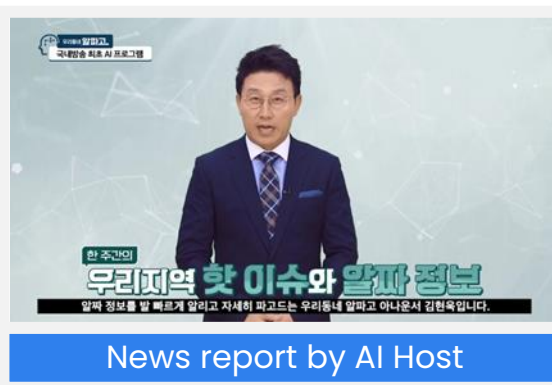 우리동네 알파고
국내방송 최초 AI 프로그램
한 주간의
우리지역 핫 이슈와 알짜 정보
알짜 정보를 발 빠르게 알리고 자세히 파고드는 우리동네 알파고 아나운서 김현욱입니다.
News report by AI Host